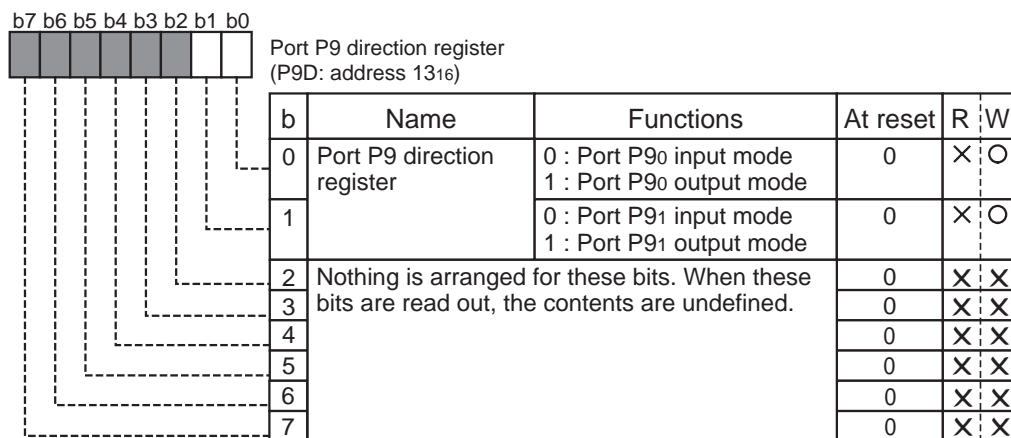 b7 b6 b5 b4 b3 b2 b1 b0
Port P9 direction register
(P9D: address 1316)
b Name Functions At reset R W
0 Port P9 direction register 0 : Port P90 input mode 0 × ○
1 : Port P90 output mode
1 0 : Port P91 input mode 0 × ○
1 : Port P91 output mode
2 Nothing is arranged for these bits. When these 0 × ×
3 bits are read out, the contents are undefined. 0 × ×
4 0 × ×
5 0 × ×
6 0 × ×
7 0 × ×